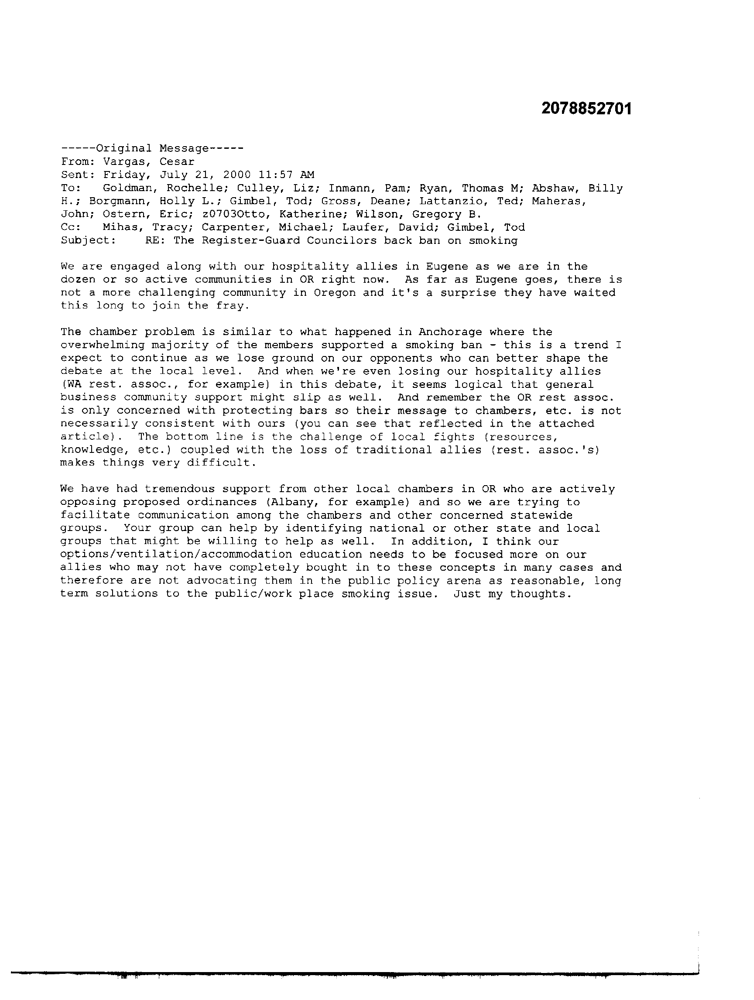 2078852701
-----Original Message-----
From: Vargas, Cesar
Sent: Friday, July 21, 2000 11:57 AM
To:   Goldman, Rochelle; Culley, Liz; Inmann, Pam; Ryan, Thomas M; Abshaw, Billy
H.; Borgmann, Holly L.; Gimbel, Tod; Gross, Deane; Lattanzio, Ted; Maheras,
John; Ostern, Eric; z0703Otto, Katherine; Wilson, Gregory B.
Cc:   Mihas, Tracy; Carpenter, Michael; Laufer, David; Gimbel, Tod
Subject:   RE: The Register-Guard Councilors back ban on smoking

We are engaged along with our hospitality allies in Eugene as we are in the
dozen or so active communities in OR right now.  As far as Eugene goes, there is
not a more challenging community in Oregon and it's a surprise they have waited
this long to join the fray.

The chamber problem is similar to what happened in Anchorage where the
overwhelming majority of the members supported a smoking ban - this is a trend I
expect to continue as we lose ground on our opponents who can better shape the
debate at the local level.  And when we're even losing our hospitality allies
(WA rest. assoc., for example) in this debate, it seems logical that general
business community support might slip as well.  And remember the OR rest assoc.
is only concerned with protecting bars so their message to chambers, etc. is not
necessarily consistent with ours (you can see that reflected in the attached
article).  The bottom line is the challenge of local fights (resources,
knowledge, etc.) coupled with the loss of traditional allies (rest. assoc.'s)
makes things very difficult.

We have had tremendous support from other local chambers in OR who are actively
opposing proposed ordinances (Albany, for example) and so we are trying to
facilitate communication among the chambers and other concerned statewide
groups.  Your group can help by identifying national or other state and local
groups that might be willing to help as well.  In addition, I think our
options/ventilation/accommodation education needs to be focused more on our
allies who may not have completely bought in to these concepts in many cases and
therefore are not advocating them in the public policy arena as reasonable, long
term solutions to the public/work place smoking issue.  Just my thoughts.